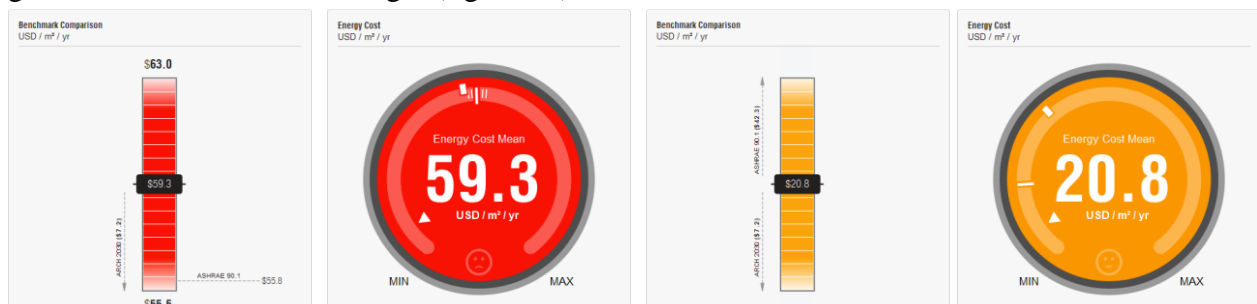 Benchmark Comparison
USD / m² / yr
$63.0
$59.3
ARCH 2030 ($7.2)
ASHRAE 90.1
$55.8
Energy Cost
USD / m² / yr
Energy Cost Mean
59.3
USD / m² / yr
MIN
MAX
Benchmark Comparison
USD / m² / yr
ASHRAE 90.1 ($42.3)
$20.8
ARCH 2030 ($7.2)
Energy Cost
USD / m² / yr
Energy Cost Mean
20.8
USD / m² / yr
MIN
MAX